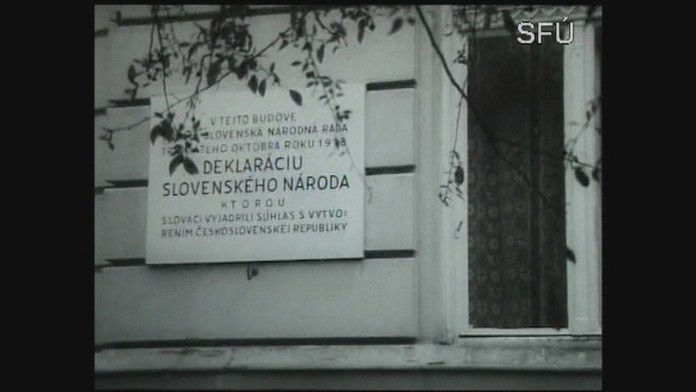 SFÚ
V TEJTO BUDOVE
SLOVENSKÁ NÁRODNÁ RADA
OKTÓBRA ROKU 1918
DEKLARÁCIU
SLOVENSKÉHO NÁRODA
KTOROU
SLOVÁCI VYJADRILI SÚHLAS S VYTVO-
RENÍM ČESKOSLOVENSKEJ REPUBLIKY